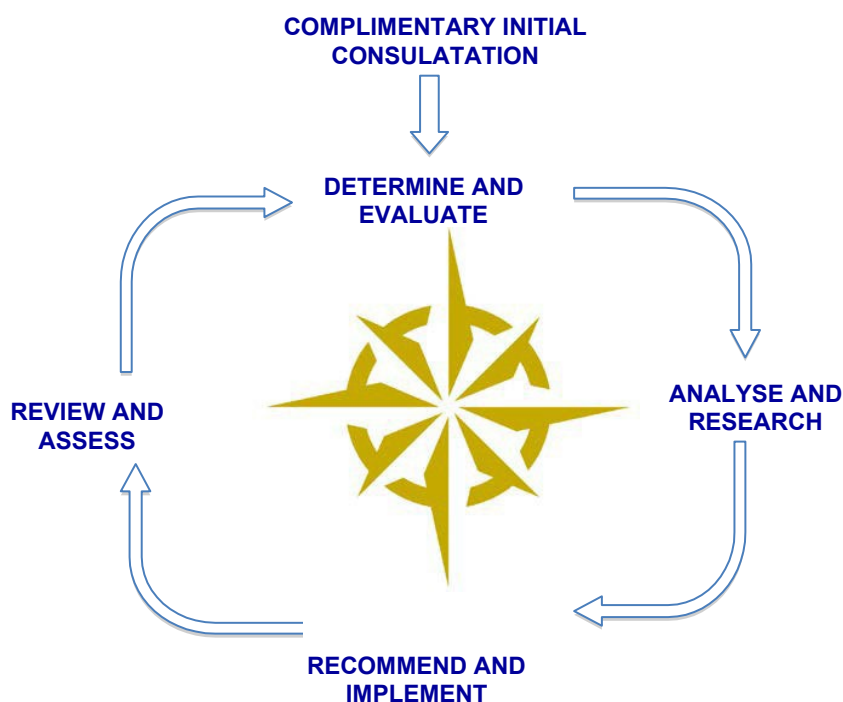 COMPLIMENTARY INITIAL
CONSULATATION
DETERMINE AND
EVALUATE
ANALYSE AND
RESEARCH
RECOMMEND AND
IMPLEMENT
REVIEW AND
ASSESS